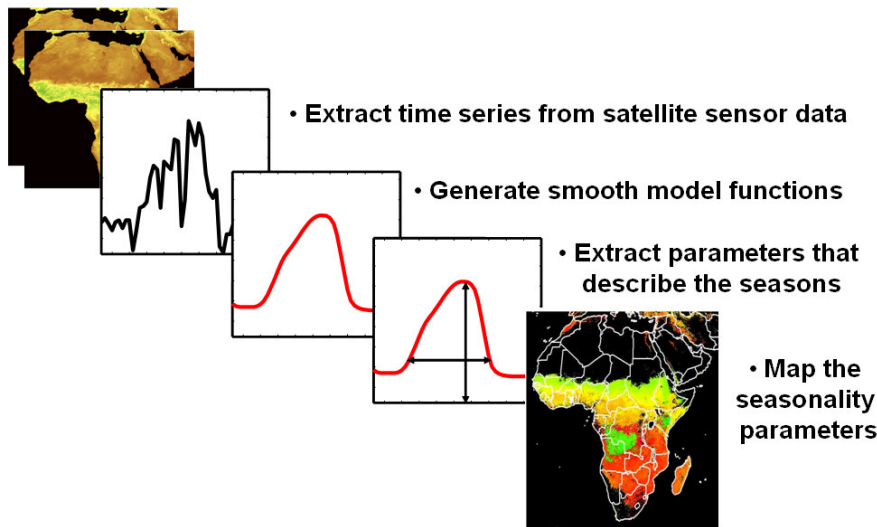 • Extract time series from satellite sensor data
• Generate smooth model functions
• Extract parameters that
describe the seasons
• Map the
seasonality
parameters